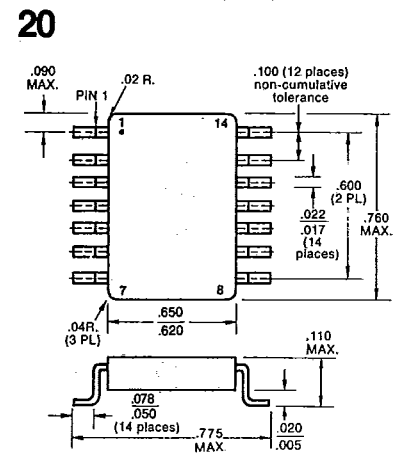 20
.090
MAX.
.02 R.
.100 (12 places)
non-cumulative
tolerance
PIN 1
1
14
.600
(2 PL)
.760
MAX.
.022
.017
(14
places)
7
8
.04R.
(3 PL)
.650
.620
.110
MAX.
.078
.050
(14 places)
.775
MAX.
.020
.005